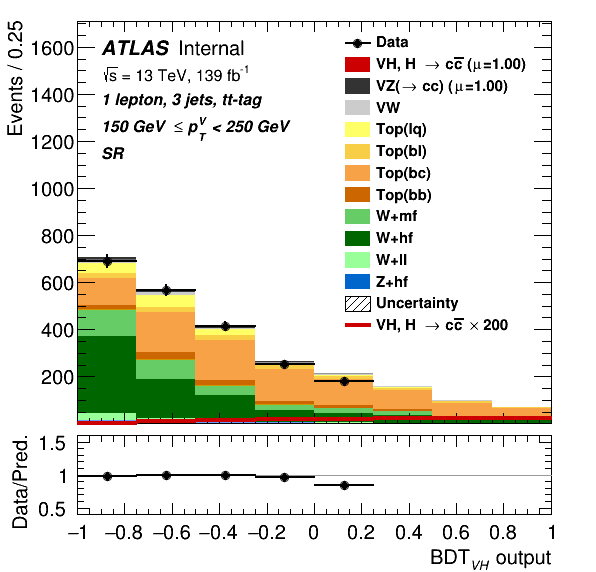 Events / 0.25
1600
1400
1200
1000
800
600
400
200
ATLAS Internal
√s = 13 TeV, 139 fb⁻¹
1 lepton, 3 jets, tt-tag
150 GeV ≤ p_T^V < 250 GeV
SR
Data
VH, H → cc̅ (μ=1.00)
VZ(→ cc) (μ=1.00)
VW
Top(lq)
Top(bl)
Top(bc)
Top(bb)
W+mf
W+hf
W+ll
Z+hf
Uncertainty
VH, H → cc̅ × 200
Data/Pred.
1.5
1
0.5
−1 −0.8 −0.6 −0.4 −0.2 0 0.2 0.4 0.6 0.8 1
BDT_VH output